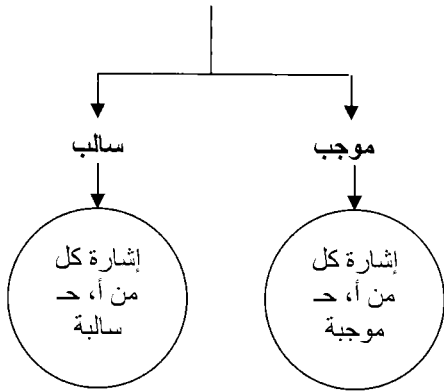 موجب
سالب
إشارة كل
من أ، حـ
موجبة
إشارة كل
من أ، حـ
سالبة